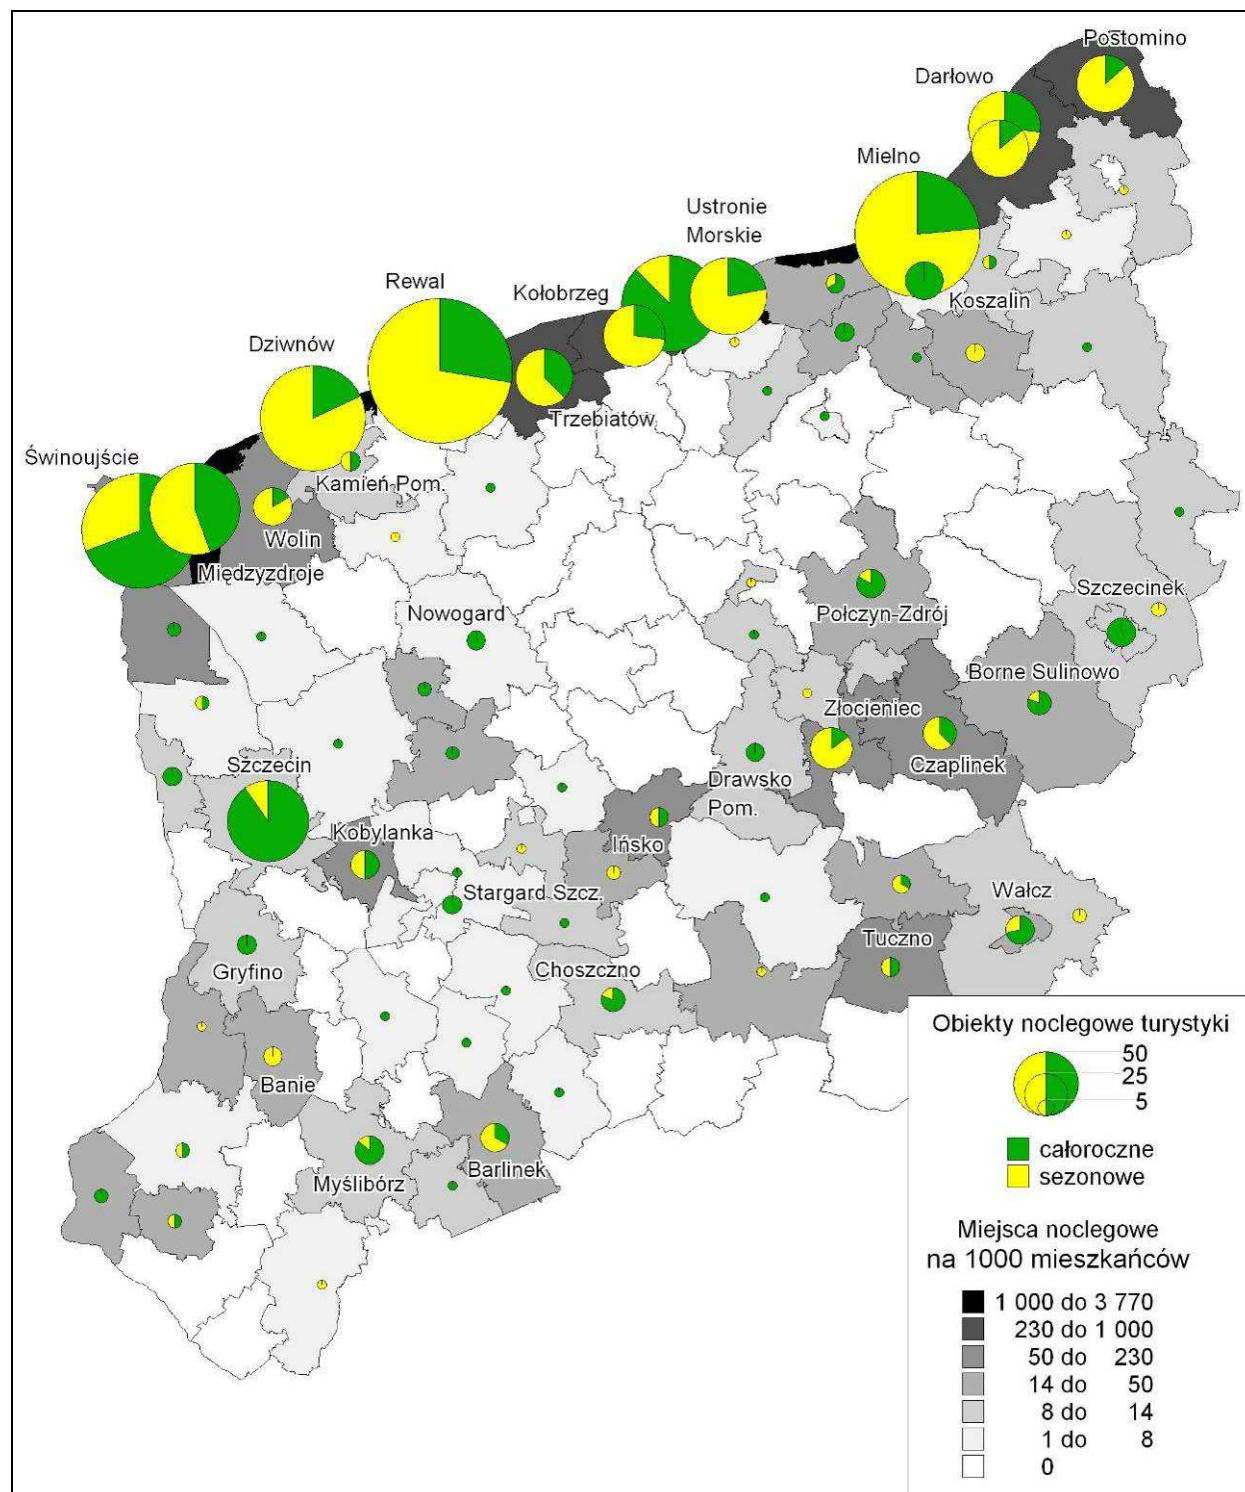 Postomino
Darłowo
Mielno
Ustronie
Morskie
Rewal
Kołobrzeg
Koszalin
Dziwnów
Trzebiatów
Świnoujście
Kamień Pom.
Wolin
Międzyzdroje
Szczecinek
Nowogard
Połczyn-Zdrój
Borne Sulinowo
Złocieniec
Szczecin
Czaplinek
Drawsko
Pom.
Kobylanka
Ińsko
Stargard Szcz.
Wałcz
Tuczno
Gryfino
Choszczno
Banie
Barlinek
Myślibórz
Obiekty noclegowe turystyki
50
25
5
całoroczne
sezonowe
Miejsca noclegowe
na 1000 mieszkańców
1 000 do 3 770
230 do 1 000
50 do 230
14 do 50
8 do 14
1 do 8
0